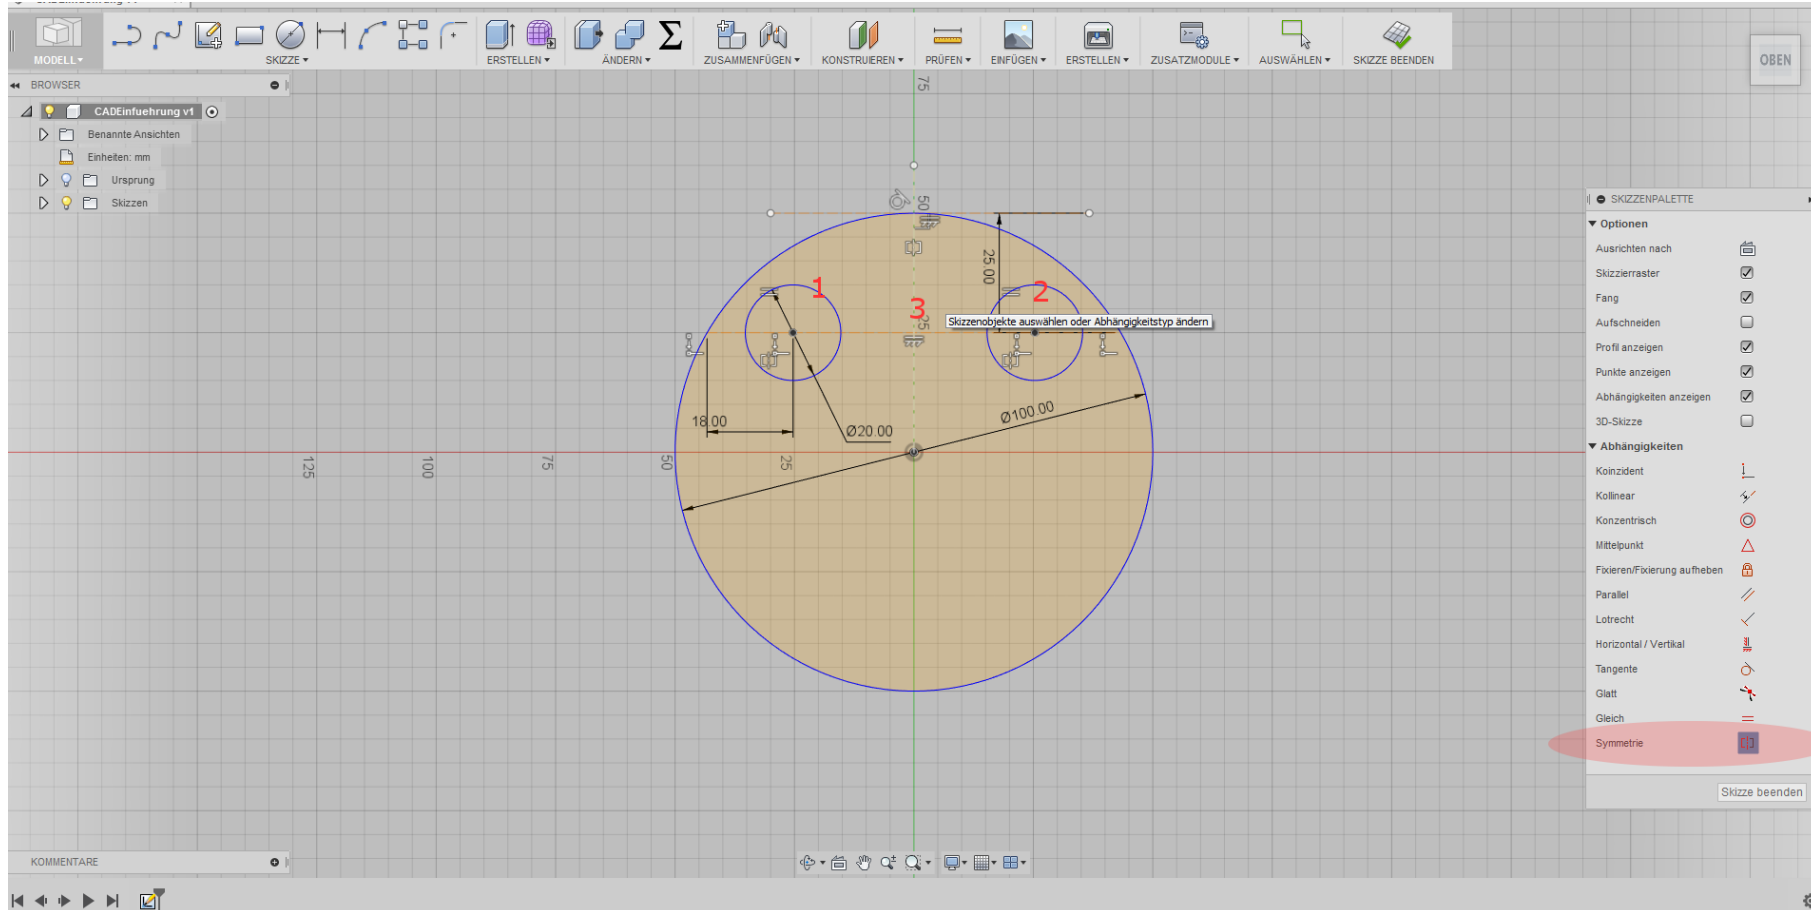 MODELL▾
SKIZZE ▾
ERSTELLEN ▾
ÄNDERN ▾
ZUSAMMENFÜGEN ▾
KONSTRUIEREN ▾
PRÜFEN ▾
EINFÜGEN ▾
ERSTELLEN ▾
ZUSATZMODULE ▾
AUSWÄHLEN ▾
SKIZZE BEENDEN
OBEN
BROWSER
CADEinfuehrung v1
Benannte Ansichten
Einheiten: mm
Ursprung
Skizzen
75
50
25.00
1
2
3
25
Skizzenobjekte auswählen oder Abhängigkeitstyp ändern
18.00
Ø20.00
Ø100.00
125
100
75
50
25
SKIZZENPALETTE
Optionen
Ausrichten nach
Skizzierraster
Fang
Aufschneiden
Profil anzeigen
Punkte anzeigen
Abhängigkeiten anzeigen
3D-Skizze
Abhängigkeiten
Koinzident
Kollinear
Konzentrisch
Mittelpunkt
Fixieren/Fixierung aufheben
Parallel
Lotrecht
Horizontal / Vertikal
Tangente
Glatt
Gleich
Symmetrie
Skizze beenden
KOMMENTARE